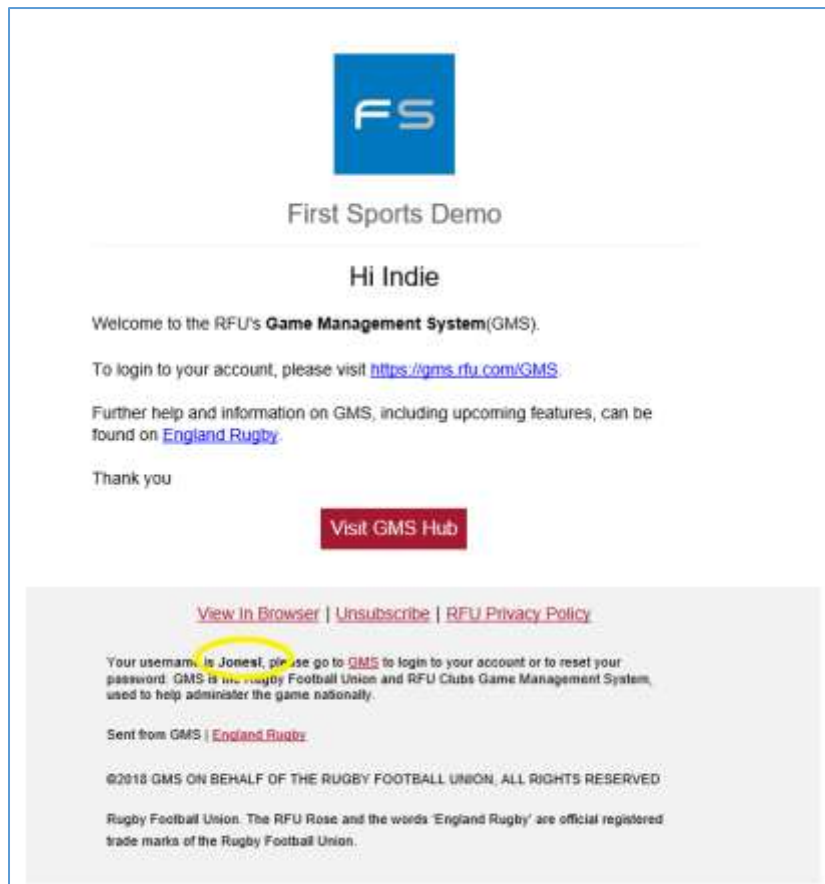 FS
First Sports Demo
Hi Indie
Welcome to the RFU's Game Management System(GMS).
To login to your account, please visit https://gms.rfu.com/GMS.
Further help and information on GMS, including upcoming features, can be
found on England Rugby.
Thank you
Visit GMS Hub
View In Browser | Unsubscribe | RFU Privacy Policy
Your username is JonesI, please go to GMS to login to your account or to reset your
password. GMS is the Rugby Football Union and RFU Clubs Game Management System,
used to help administer the game nationally.
Sent from GMS | England Rugby
©2018 GMS ON BEHALF OF THE RUGBY FOOTBALL UNION, ALL RIGHTS RESERVED
Rugby Football Union. The RFU Rose and the words 'England Rugby' are official registered
trade marks of the Rugby Football Union.